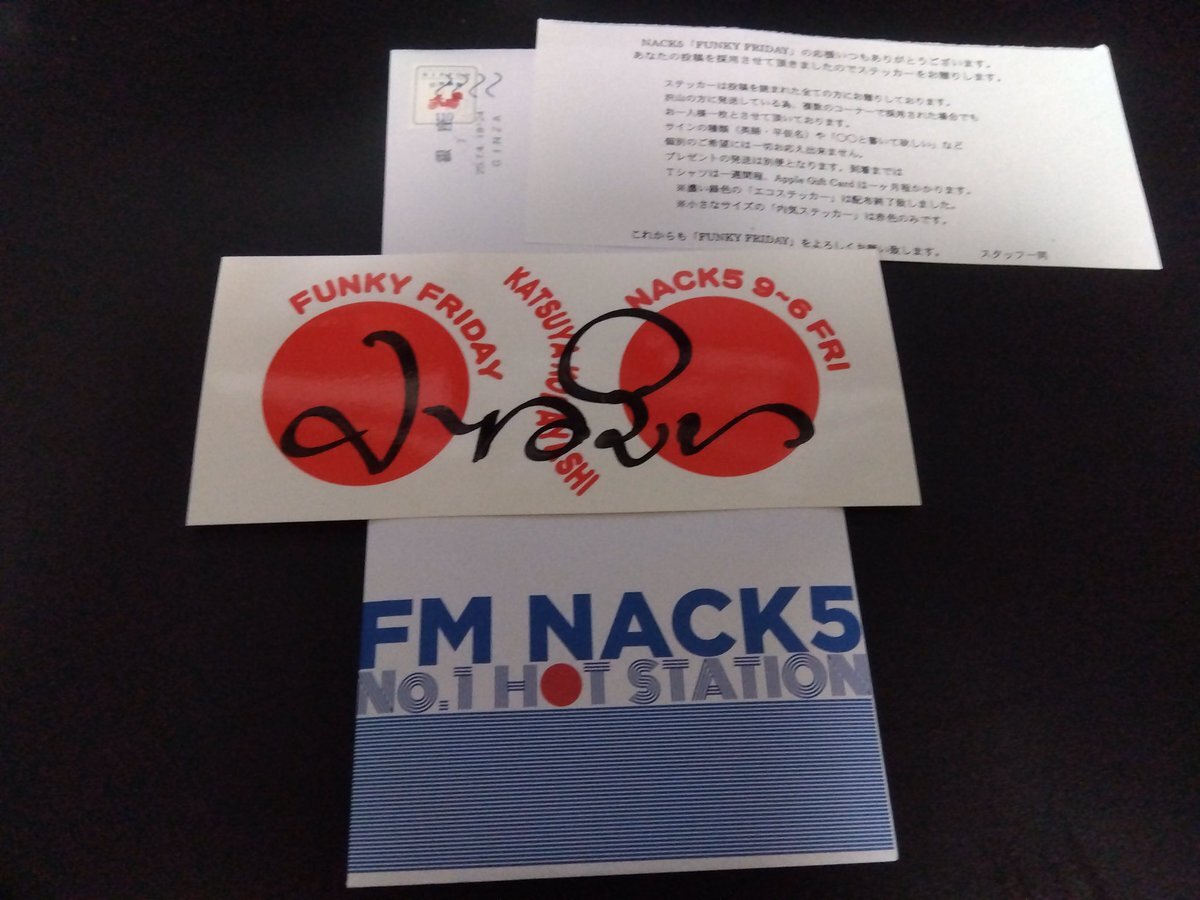 銀座
25.7.4 18-24
GINZA
NACK5「FUNKY FRIDAY」の応援いつもありがとうございます。
あなたの投稿を採用させて頂きましたのでステッカーをお贈りします。
ステッカーは投稿を読まれた全ての方にお贈りしております。
沢山の方に発送している為、複数のコーナーで採用された場合でも
お一人様一枚とさせて頂いております。
サインの種類（英語・平仮名）や「〇〇と書いて欲しい」など
個別のご希望には一切お応え出来ません。
プレゼントの発送は別便となります。到着までは
Tシャツは一週間程、Apple Gift Cardは一ヶ月程かかります。
※濃い緑色の「エコステッカー」は配布終了致しました。
※小さなサイズの「内気ステッカー」は赤色のみです。
これからも「FUNKY FRIDAY」をよろしくお願い致します。 スタッフ一同
FUNKY FRIDAY
KATSUYA KOBAYASHI
NACK5 9~6 FRI
FM NACK5
NO.1 HOT STATION